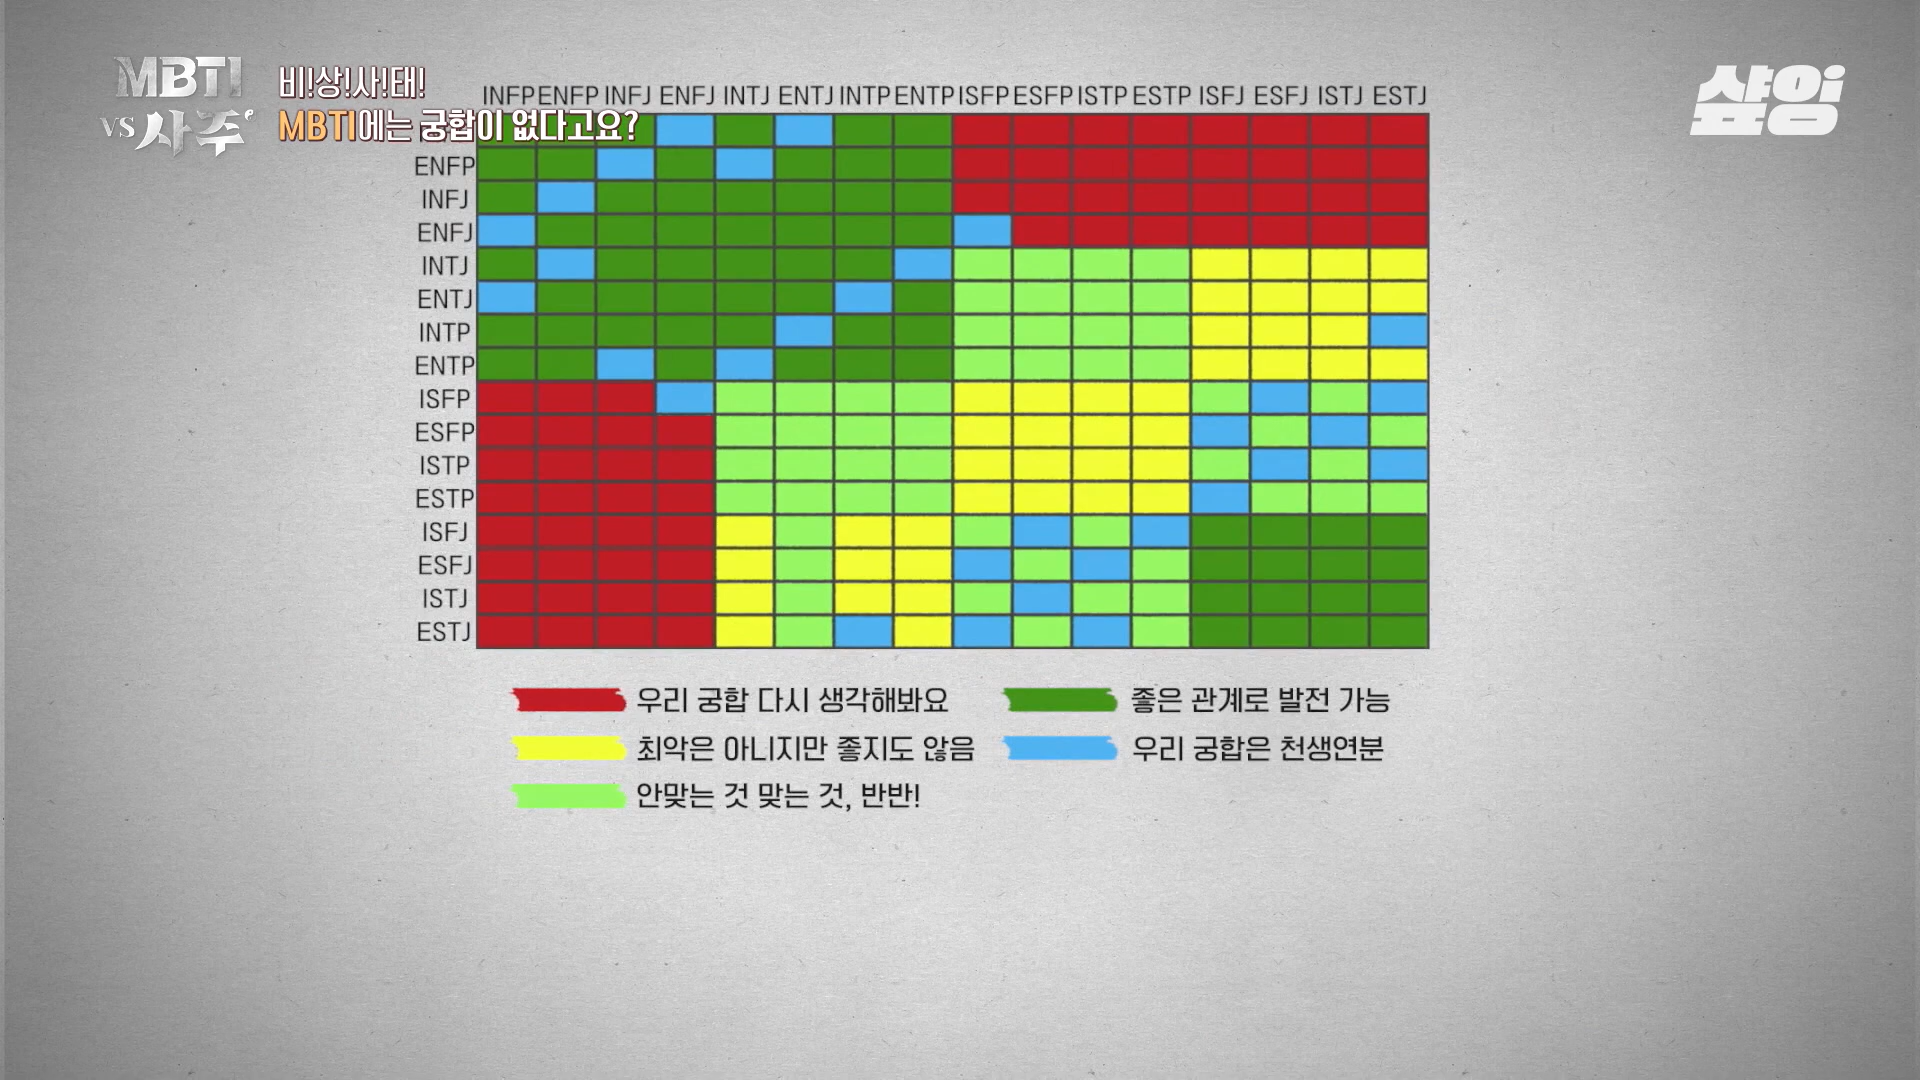 MBTI
VS 사주
비!상!사!태!
MBTI에는 궁합이 없다고요?
샾잉
INFP ENFP INFJ ENFJ INTJ ENTJ INTP ENTP ISFP ESFP ISTP ESTP ISFJ ESFJ ISTJ ESTJ
ENFP
INFJ
ENFJ
INTJ
ENTJ
INTP
ENTP
ISFP
ESFP
ISTP
ESTP
ISFJ
ESFJ
ISTJ
ESTJ
우리 궁합 다시 생각해봐요
좋은 관계로 발전 가능
최악은 아니지만 좋지도 않음
우리 궁합은 천생연분
안맞는 것 맞는 것, 반반!